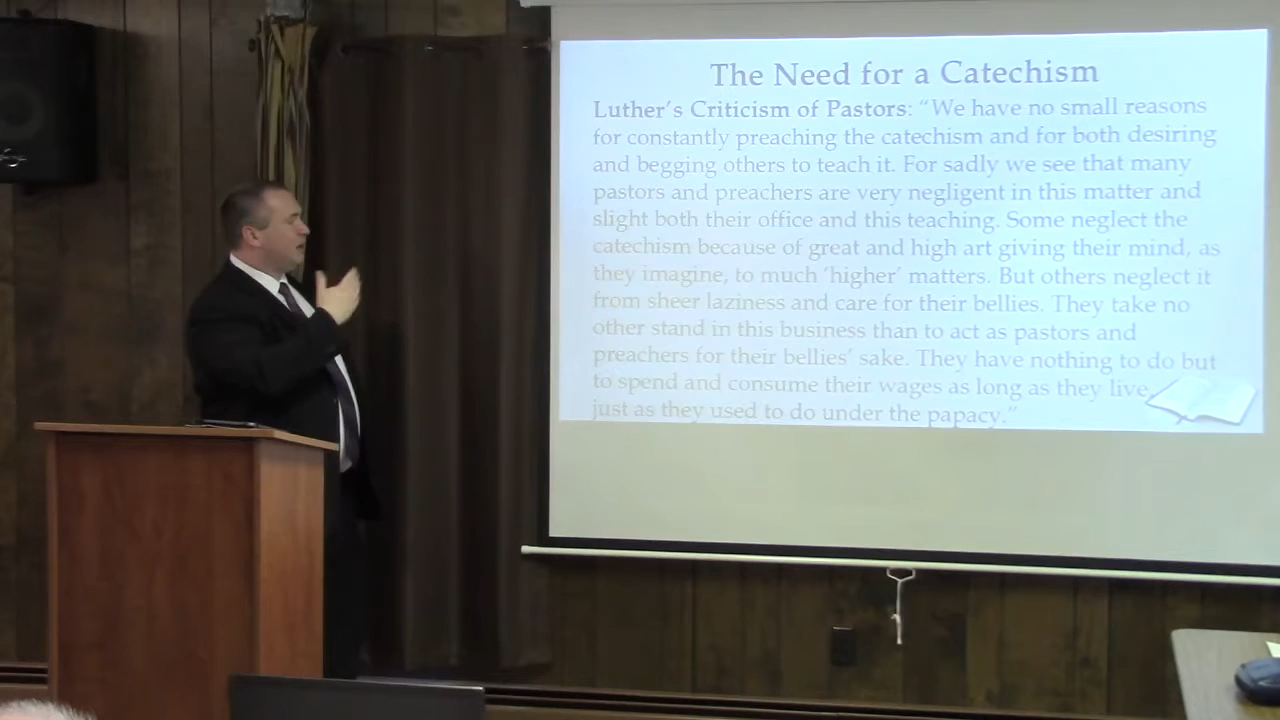 The Need for a Catechism
Luther's Criticism of Pastors: “We have no small reasons
for constantly preaching the catechism and for both desiring
and begging others to teach it. For sadly we see that many
pastors and preachers are very negligent in this matter and
slight both their office and this teaching. Some neglect the
catechism because of great and high art giving their mind, as
they imagine, to much ‘higher’ matters. But others neglect it
from sheer laziness and care for their bellies. They take no
other stand in this business than to act as pastors and
preachers for their bellies’ sake. They have nothing to do but
to spend and consume their wages as long as they live
just as they used to do under the papacy.”